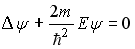 Δψ + 2m/ħ² Eψ = 0